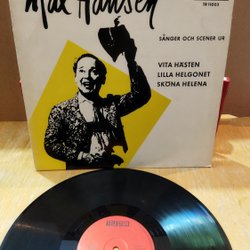 Max Hansen
SÅNGER OCH SCENER UR
VITA HÄSTEN
LILLA HELGONET
SKÖNA HELENA